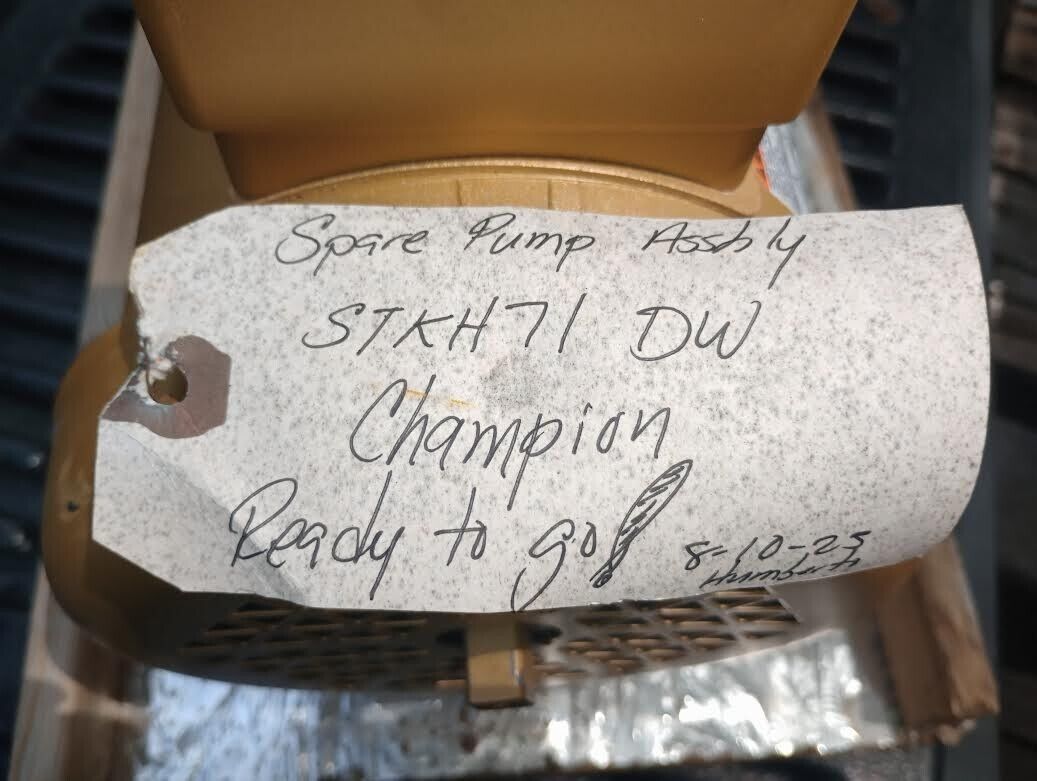 Spare Pump Assbly
STKH71 DW
Champion
Ready to go!
8-10-25